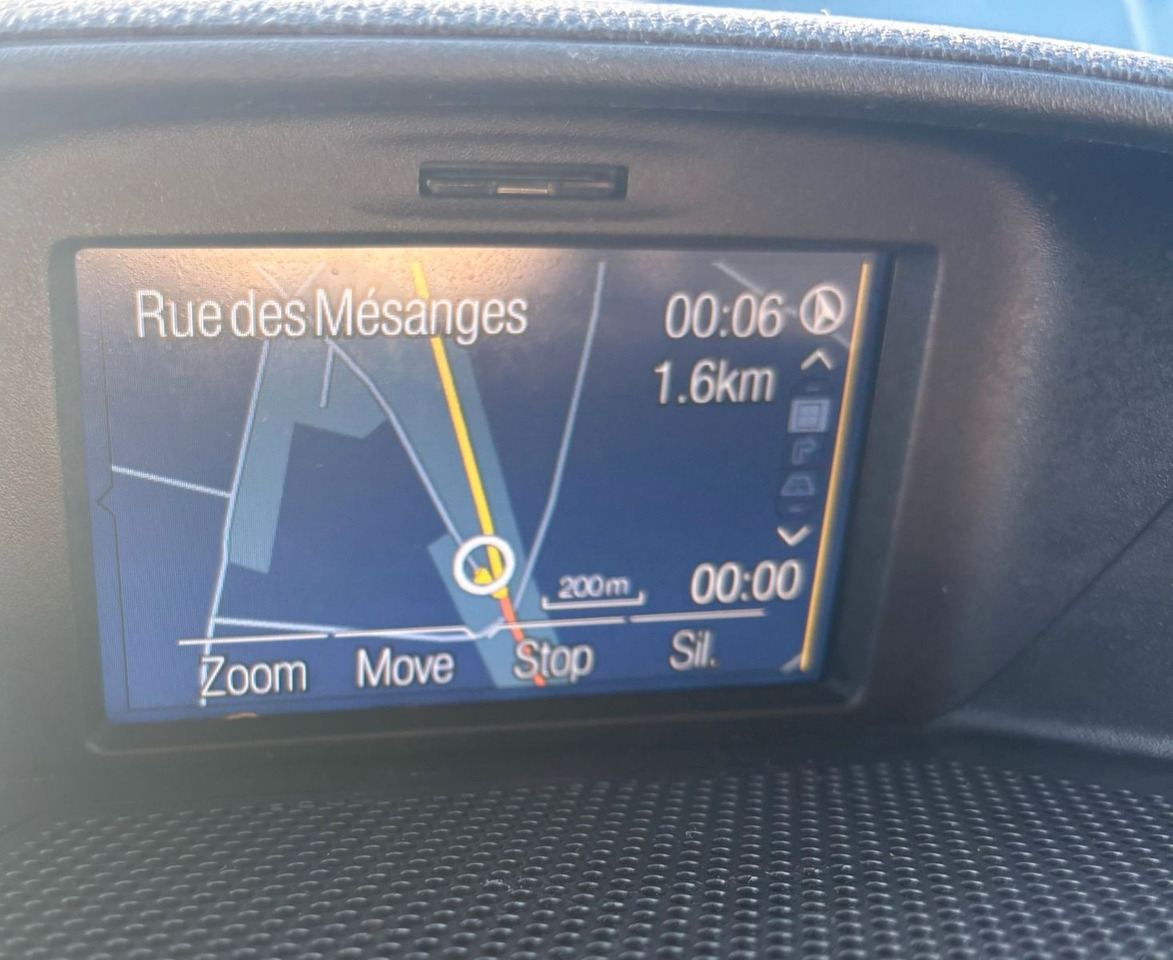 Rue des Mésanges 00:06
1.6km
200m 00:00
Zoom Move Stop Sil.